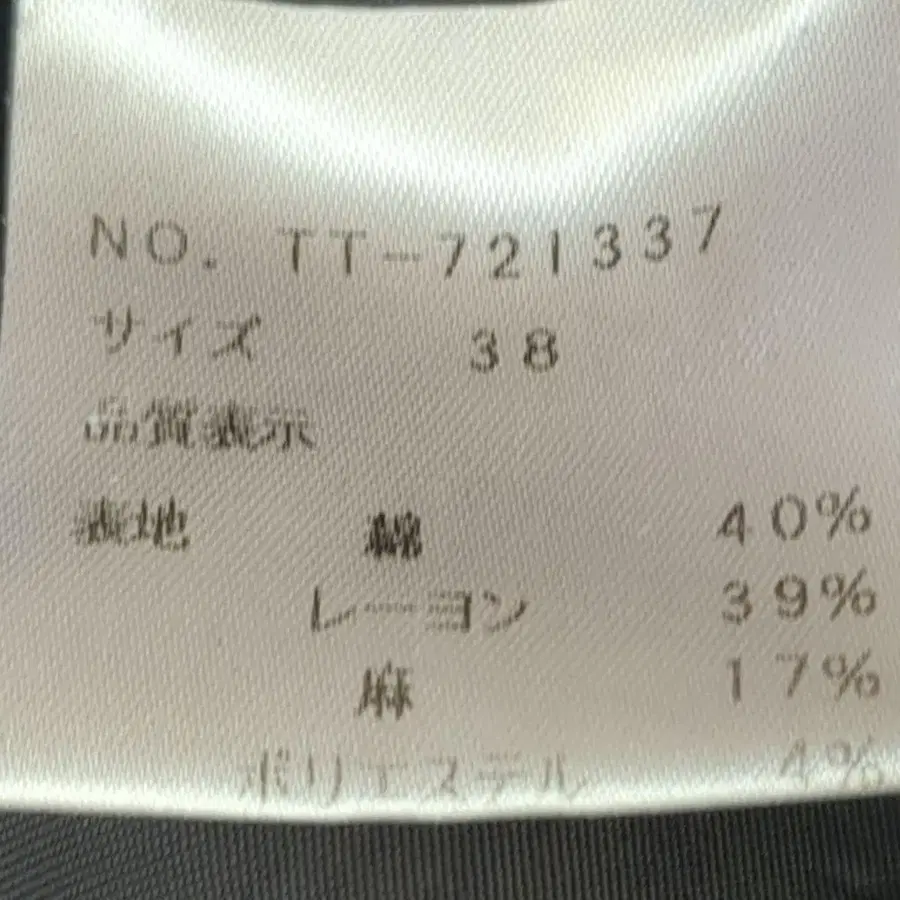 NO. TT-721337
サイズ 38
品質表示
表地 綿 40%
レーヨン 39%
麻 17%
ポリエステル 4%